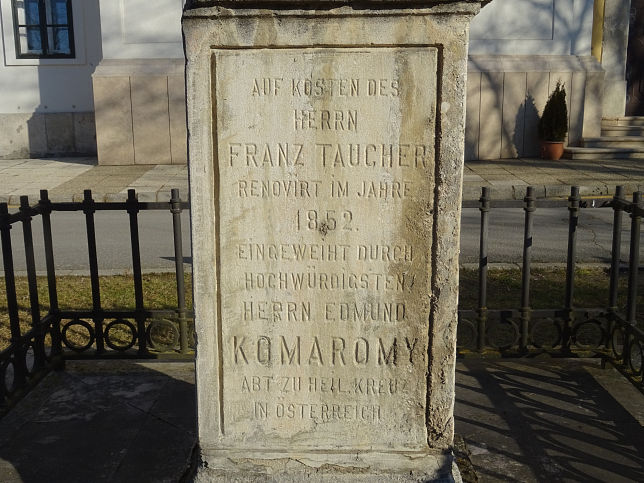 AUF KOSTEN DES
HERRN
FRANZ TAUCHER
RENOVIRT IM JAHRE
1852.
EINGEWEIHT DURCH
HOCHWÜRDIGSTEN
HERRN EDMUND
KOMAROMY
ABT ZU HEIL. KREUZ
IN ÖSTERREICH.